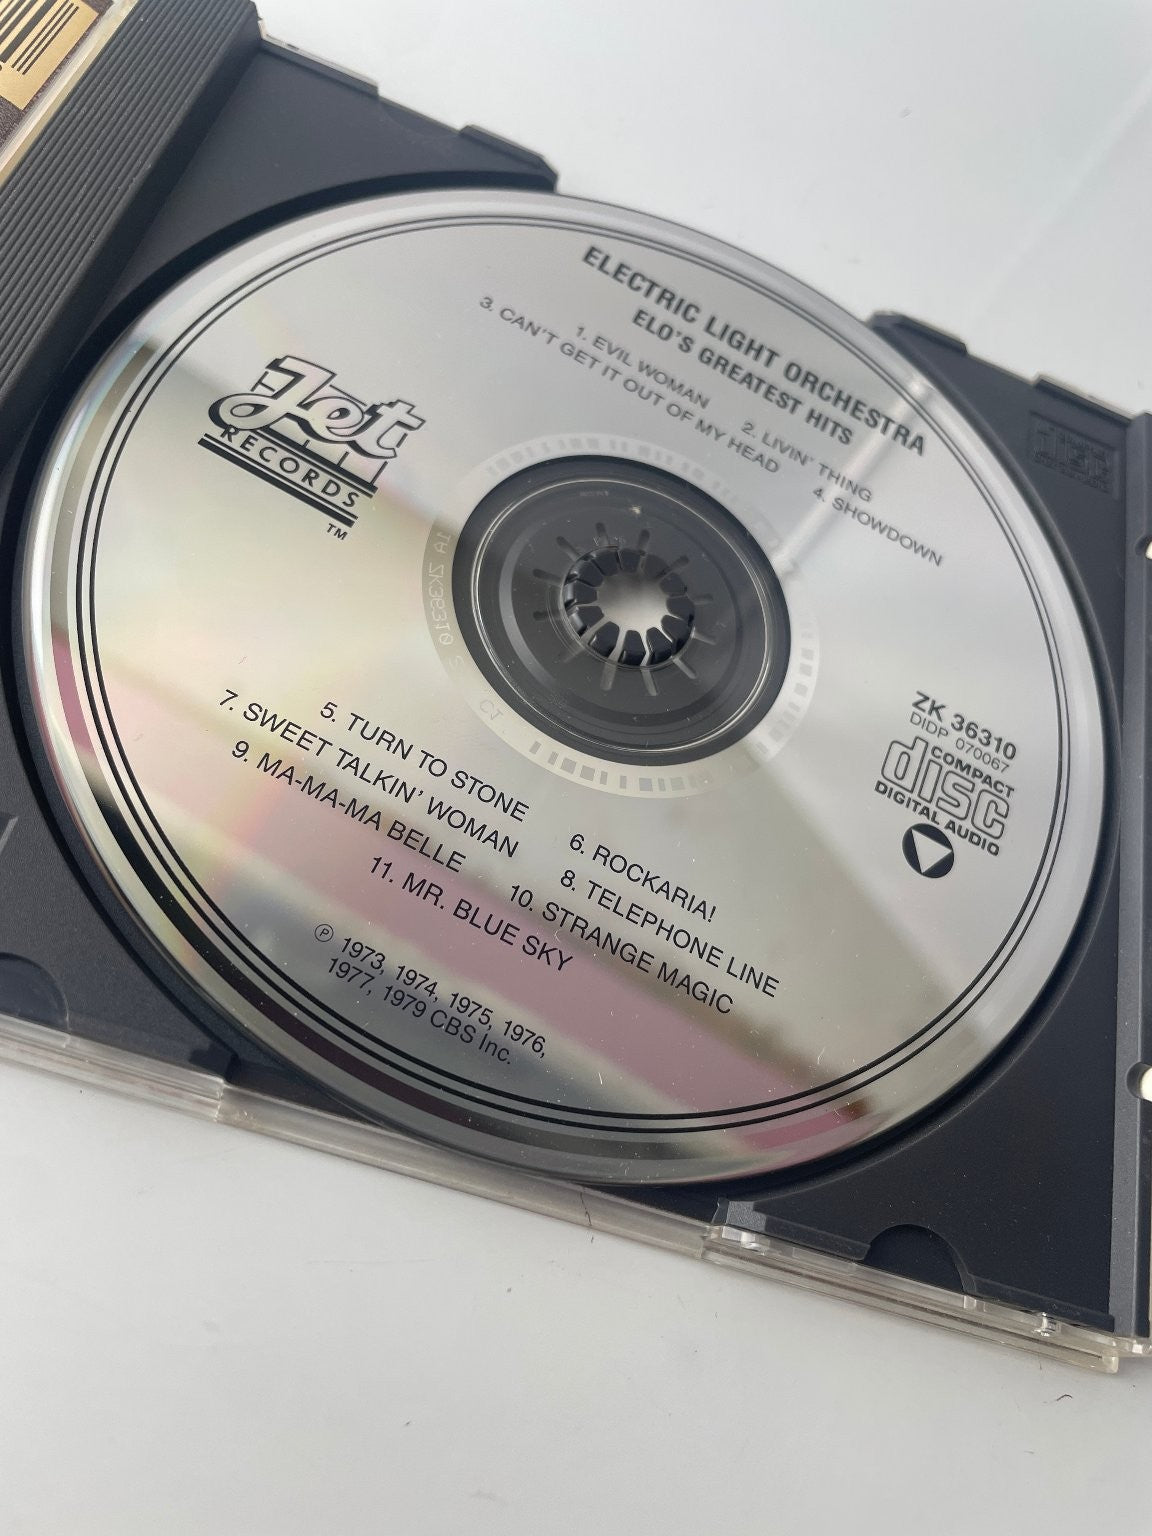 ELECTRIC LIGHT ORCHESTRA
ELO'S GREATEST HITS
1. EVIL WOMAN 2. LIVIN' THING
3. CAN'T GET IT OUT OF MY HEAD 4. SHOWDOWN
Jet
RECORDS
TM
1A ZK36310
ZK 36310
DIDP 070067
COMPACT
disc
DIGITAL AUDIO
5. TURN TO STONE 6. ROCKARIA!
7. SWEET TALKIN' WOMAN 8. TELEPHONE LINE
9. MA-MA-MA BELLE 10. STRANGE MAGIC
11. MR. BLUE SKY
℗ 1973, 1974, 1975, 1976,
1977, 1979 CBS Inc.